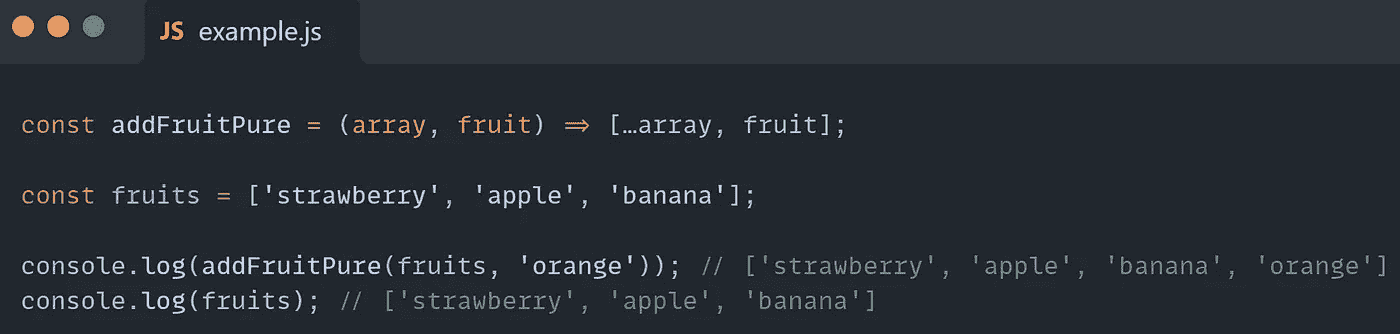 JS example.js
const addFruitPure = (array, fruit) => […array, fruit];
const fruits = ['strawberry', 'apple', 'banana'];
console.log(addFruitPure(fruits, 'orange')); // ['strawberry', 'apple', 'banana', 'orange']
console.log(fruits); // ['strawberry', 'apple', 'banana']